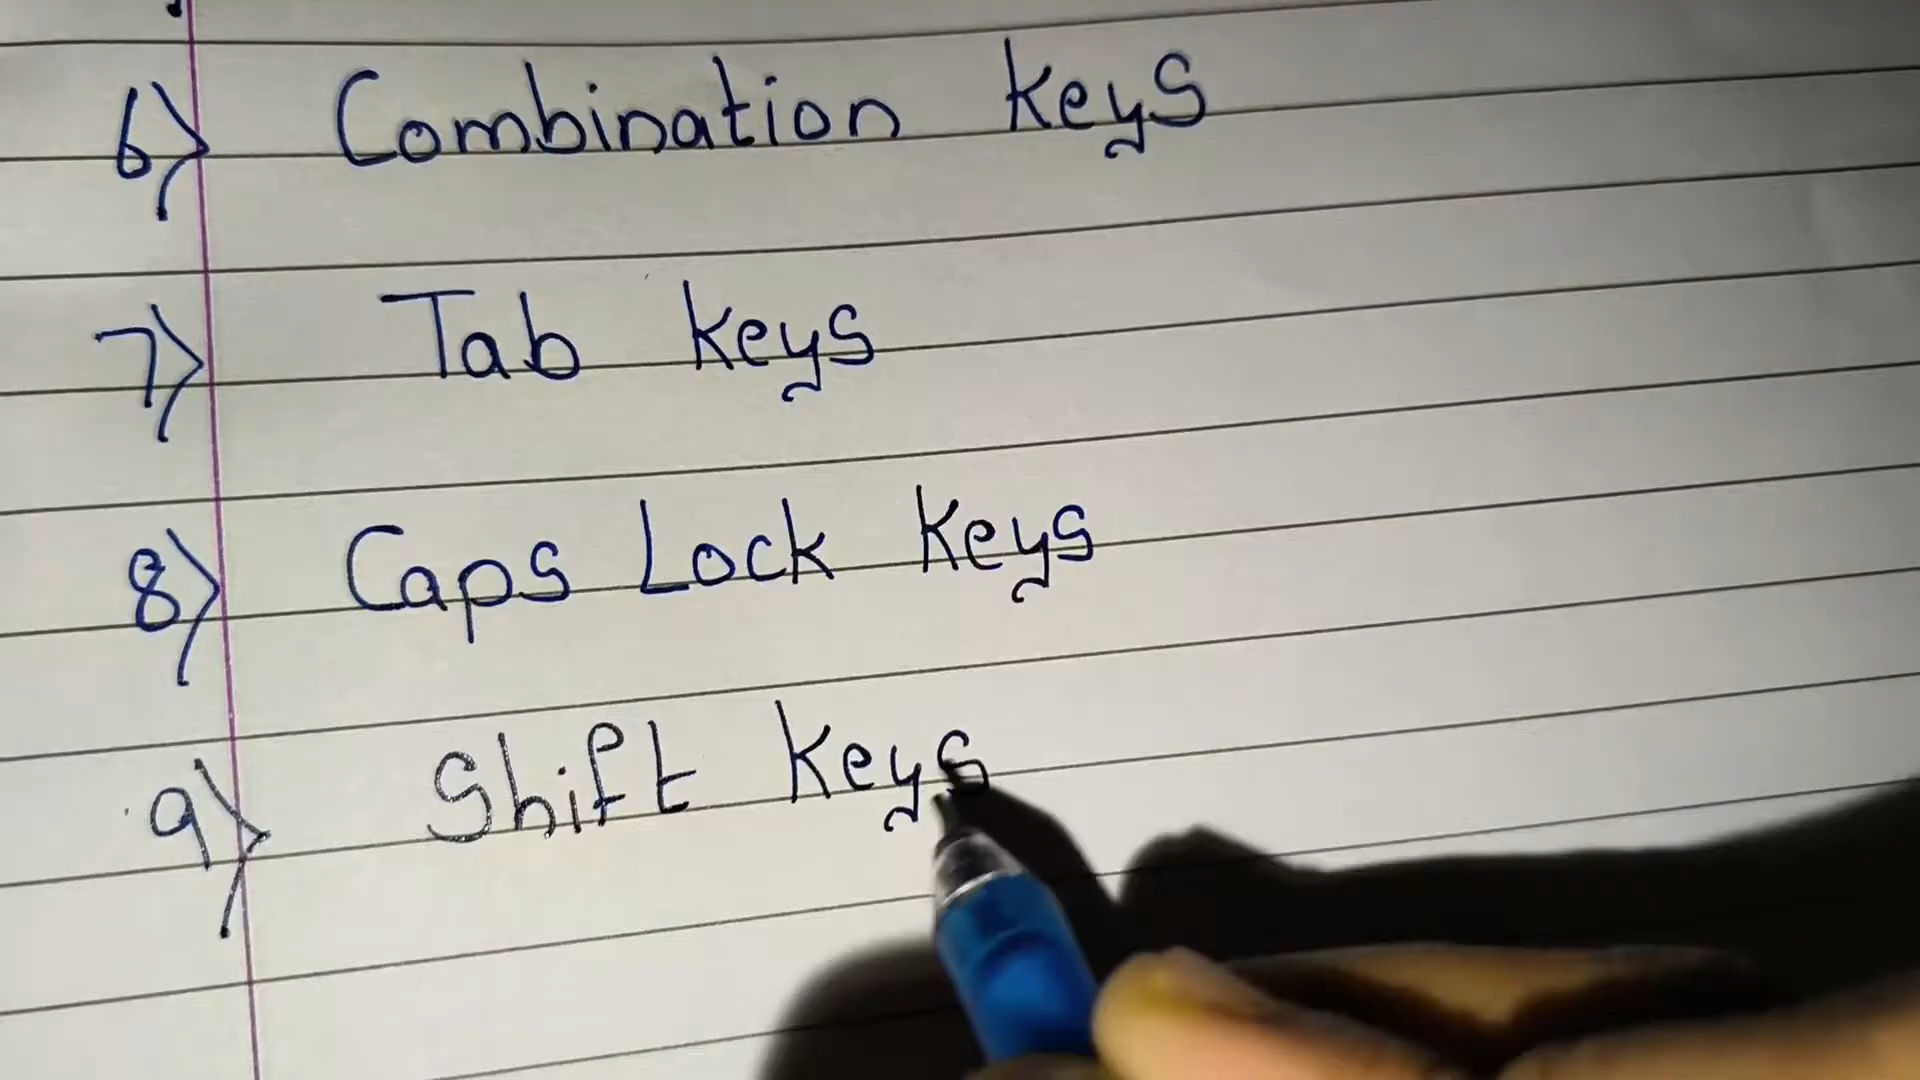 6) Combination keys
7) Tab keys
8) Caps Lock keys
9) Shift keys